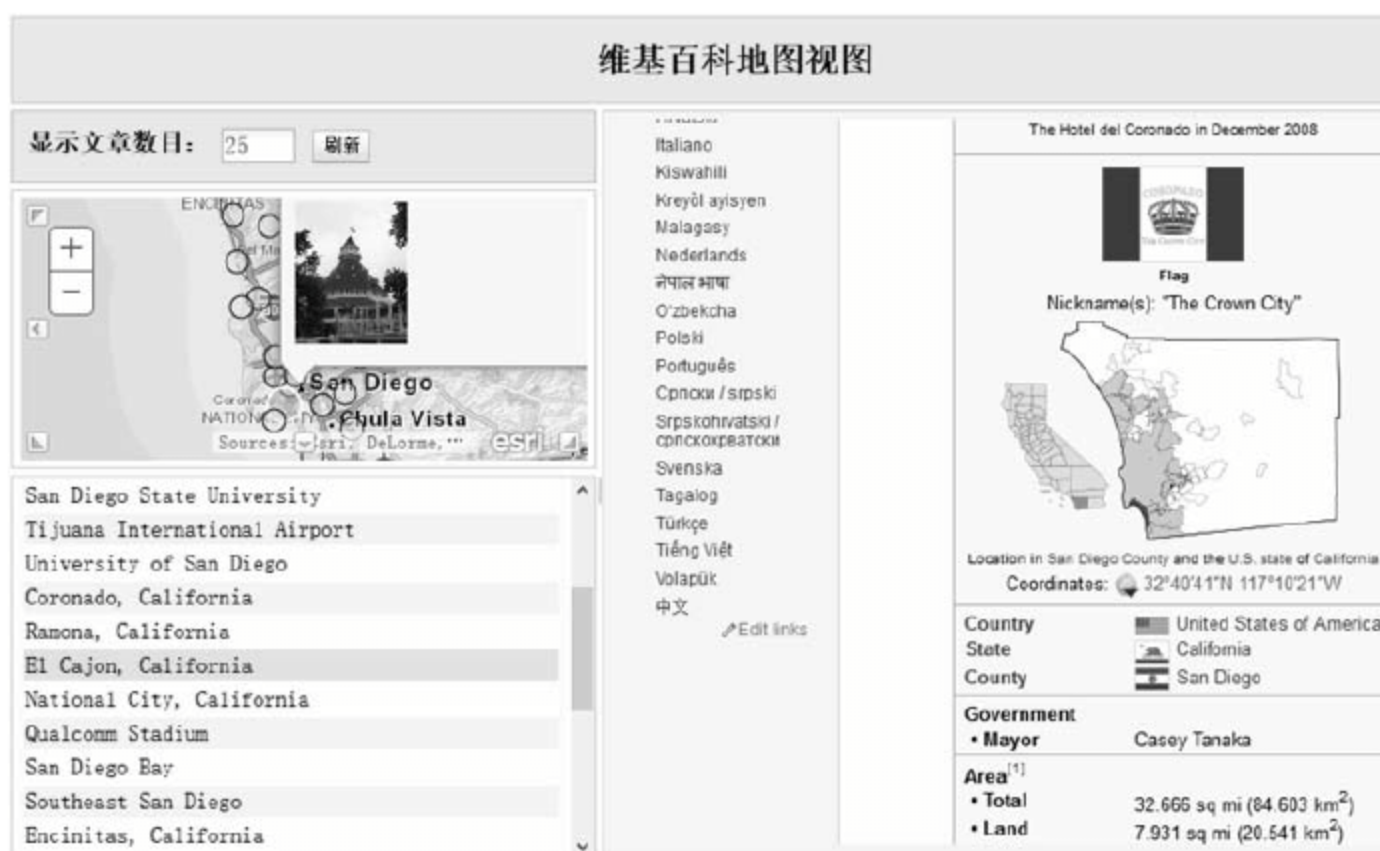 维基百科地图视图
显示文章数目： 25 刷新
ENCINITAS
San Diego
NATION
Chula Vista
Sources: Esri, DeLorme, ···
esri
San Diego State University
Tijuana International Airport
University of San Diego
Coronado, California
Ramona, California
El Cajon, California
National City, California
Qualcomm Stadium
San Diego Bay
Southeast San Diego
Encinitas, California
Italiano
Kiswahili
Kreyòl ayisyen
Malagasy
Nederlands
नेपाल भाषा
O'zbekcha
Polski
Português
Српски / srpski
Srpskohrvatski /
српскохрватски
Svenska
Tagalog
Türkçe
Tiếng Việt
Volapük
中文
Edit links
The Hotel del Coronado in December 2008
CORONADO
The Crown City
Flag
Nickname(s): "The Crown City"
Location in San Diego County and the U.S. state of California
Coordinates: 32°40′41″N 117°10′21″W
Country United States of America
State California
County San Diego
Government
• Mayor Casey Tanaka
Area[1]
• Total 32.666 sq mi (84.603 km2)
• Land 7.931 sq mi (20.541 km2)